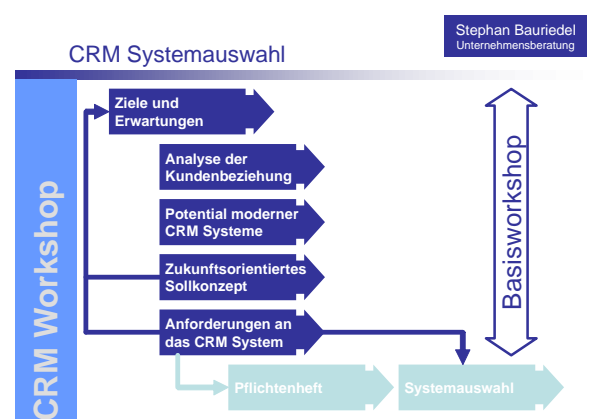 Stephan Bauriedel
Unternehmensberatung
CRM Systemauswahl
CRM Workshop
Ziele und
Erwartungen
Analyse der
Kundenbeziehung
Potential moderner
CRM Systeme
Zukunftsorientiertes
Sollkonzept
Anforderungen an
das CRM System
Pflichtenheft
Systemauswahl
Basisworkshop